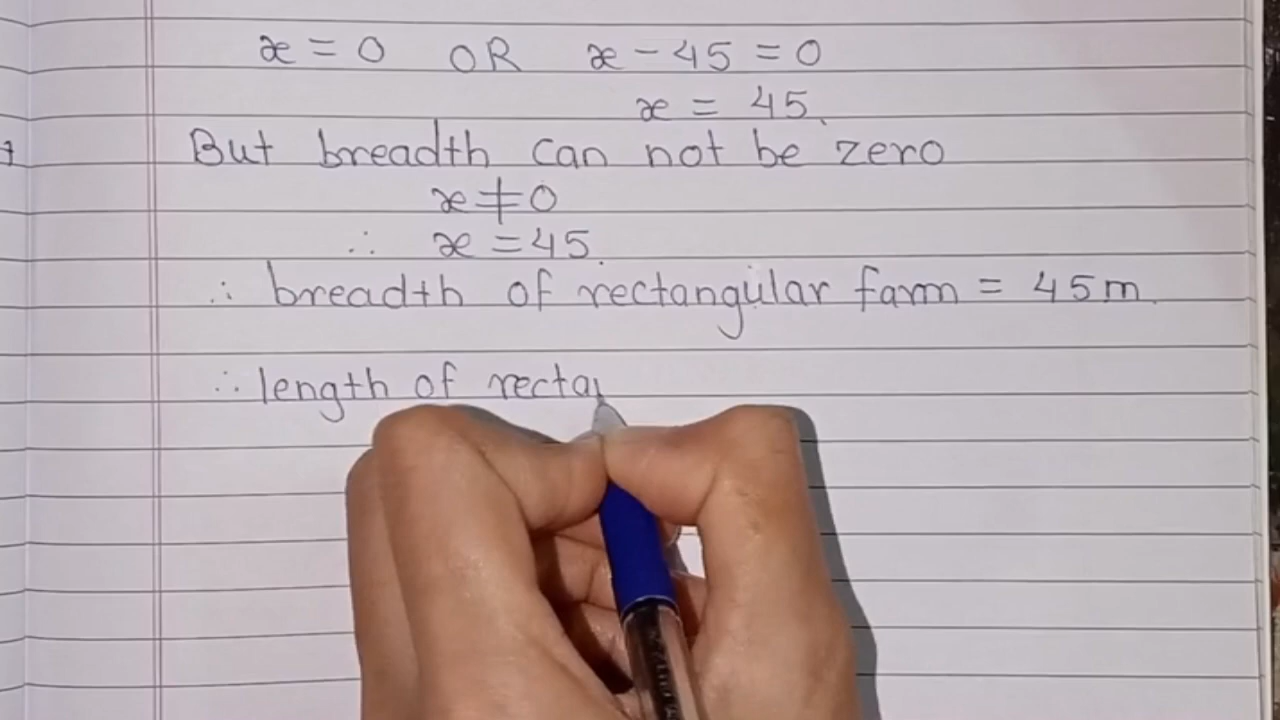 x = 0 OR x - 45 = 0
x = 45.
But breadth can not be zero
x ≠ 0
∴ x = 45.
∴ breadth of rectangular farm = 45m.
∴ length of recta